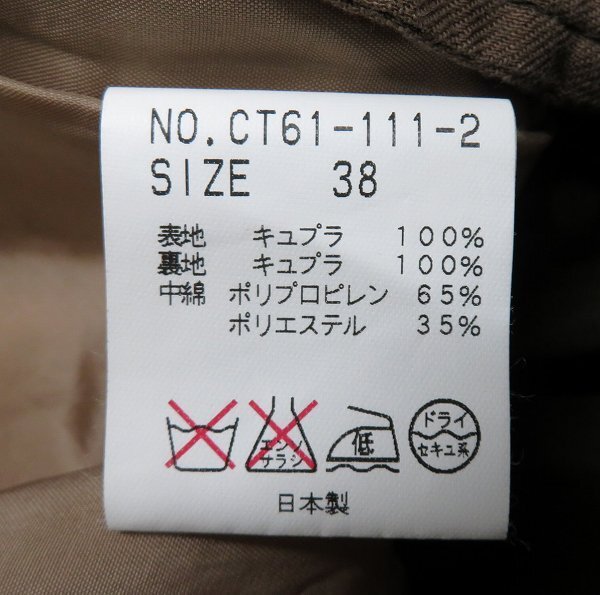 NO.CT61-111-2
SIZE 38
表地 キュプラ 100%
裏地 キュプラ 100%
中綿 ポリプロピレン 65%
ポリエステル 35%
エンソ
サラシ
低
ドライ
セキユ系
日本製